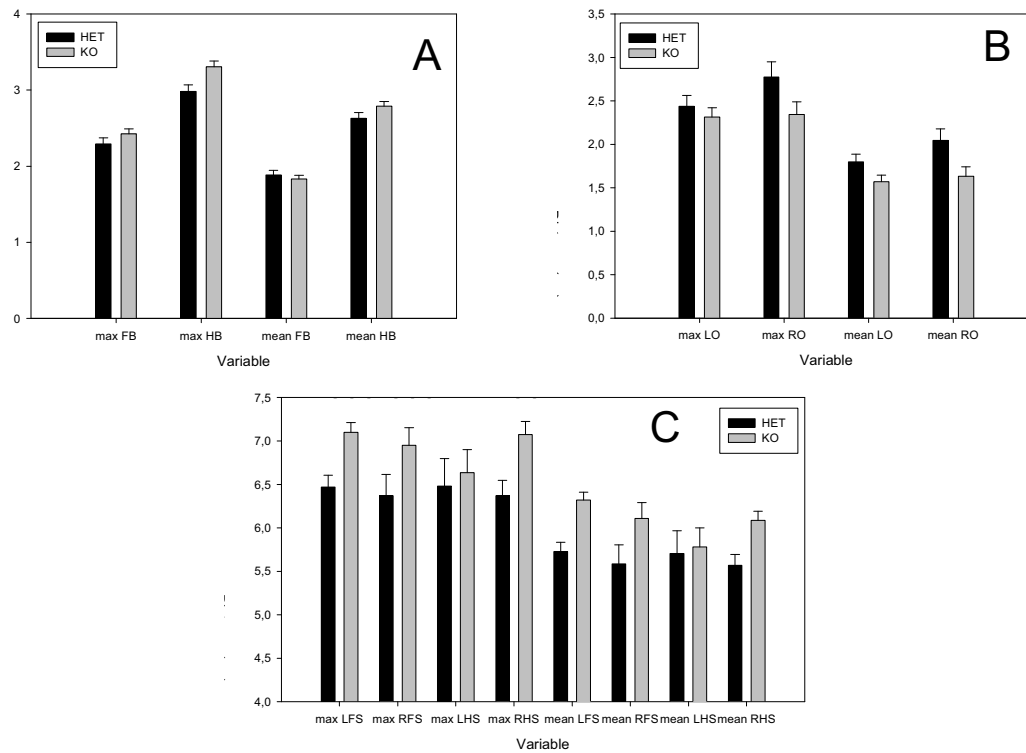 4
3
2
1
0
HET
KO
A
max FB
max HB
mean FB
mean HB
Variable
3,5
3,0
2,5
2,0
1,5
1,0
0,5
0,0
HET
KO
B
max LO
max RO
mean LO
mean RO
Variable
7,5
7,0
6,5
6,0
5,5
5,0
4,5
4,0
C
HET
KO
max LFS
max RFS
max LHS
max RHS
mean LFS
mean RFS
mean LHS
mean RHS
Variable